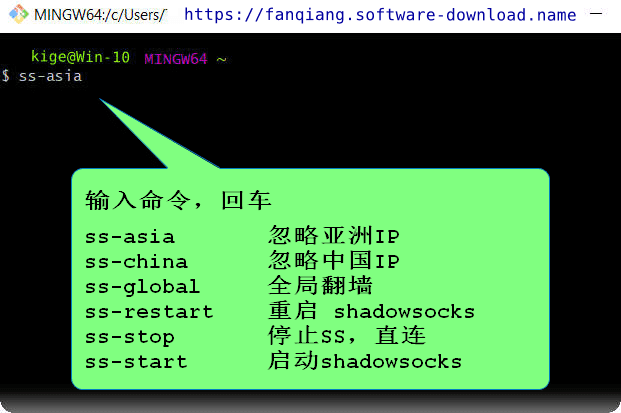 MINGW64:/c/Users/ https://fanqiang.software-download.name
kige@Win-10 MINGW64 ~
$ ss-asia
输入命令，回车
ss-asia 忽略亚洲IP
ss-china 忽略中国IP
ss-global 全局翻墙
ss-restart 重启 shadowsocks
ss-stop 停止SS，直连
ss-start 启动shadowsocks